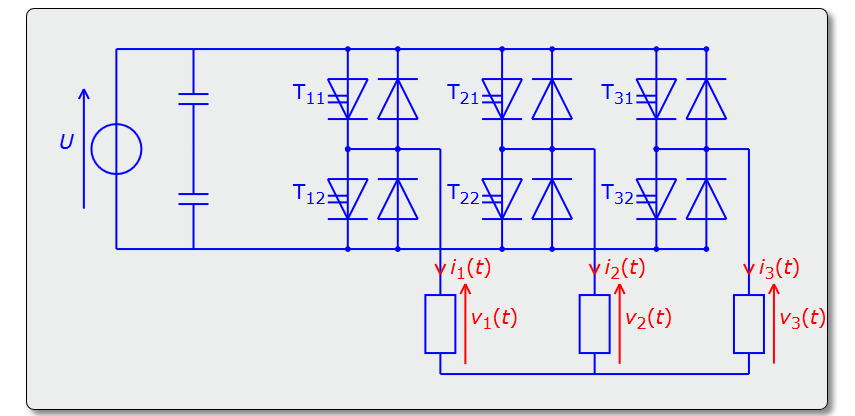 T11 T21 T31
U
T12 T22 T32
i1(t) i2(t) i3(t)
v1(t) v2(t) v3(t)